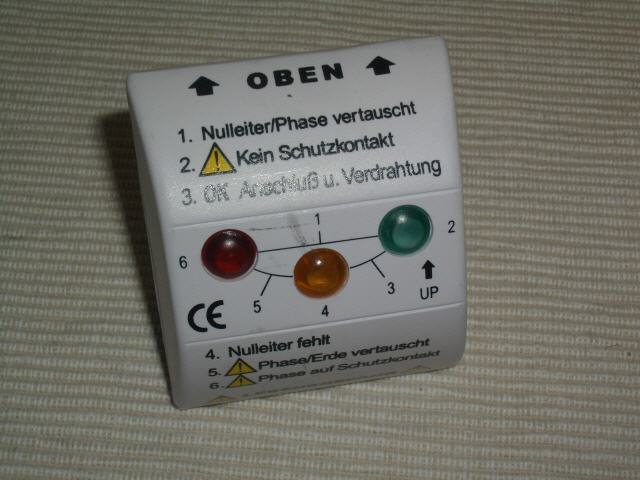 OBEN
1. Nulleiter/Phase vertauscht
2. Kein Schutzkontakt
3. OK Anschluß u. Verdrahtung
1
6
2
5
4
3
UP
CE
4. Nulleiter fehlt
5. Phase/Erde vertauscht
6. Phase auf Schutzkontakt